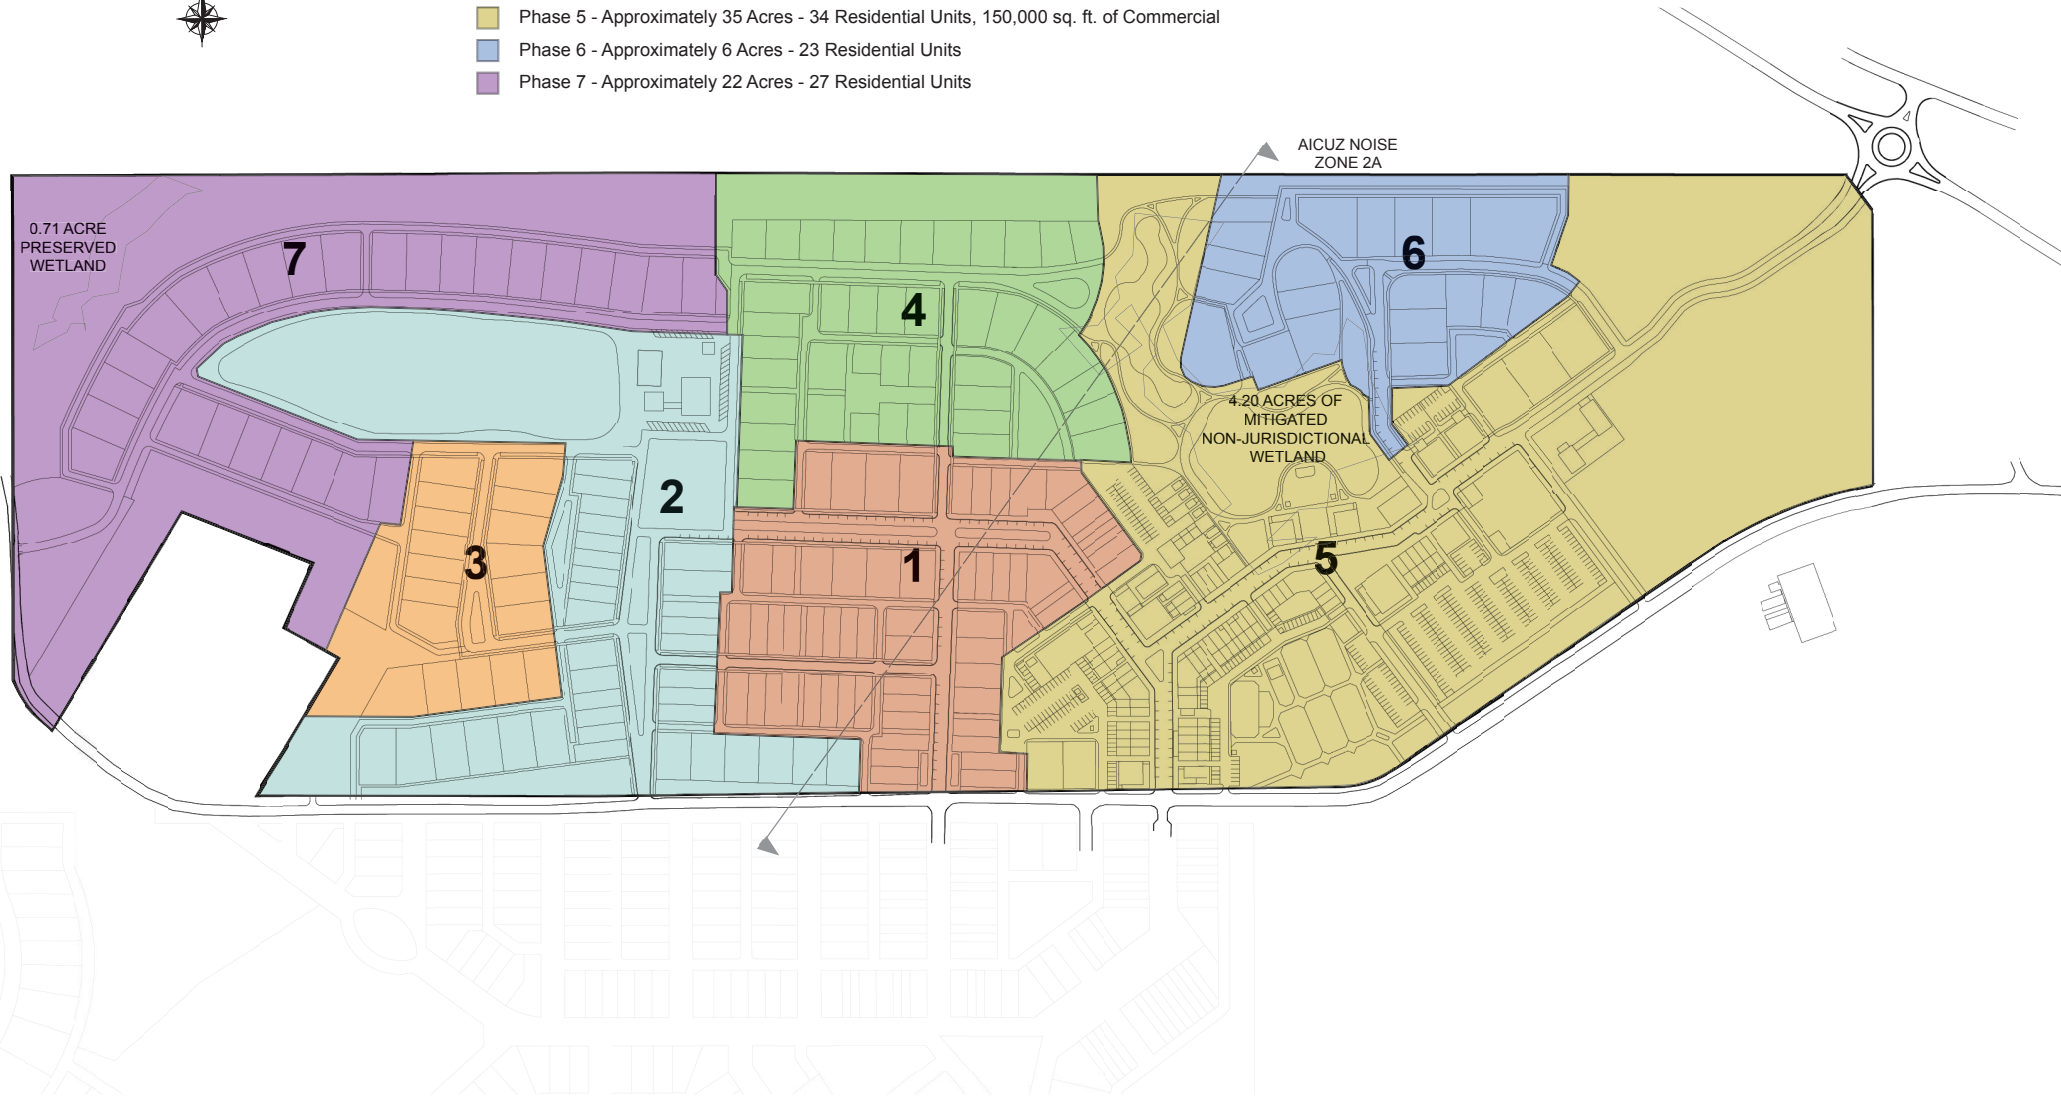 Phase 5 - Approximately 35 Acres - 34 Residential Units, 150,000 sq. ft. of Commercial
Phase 6 - Approximately 6 Acres - 23 Residential Units
Phase 7 - Approximately 22 Acres - 27 Residential Units
AICUZ NOISE
ZONE 2A
0.71 ACRE
PRESERVED
WETLAND
7
4
6
4.20 ACRES OF
MITIGATED
NON-JURISDICTIONAL
WETLAND
2
3
1
5